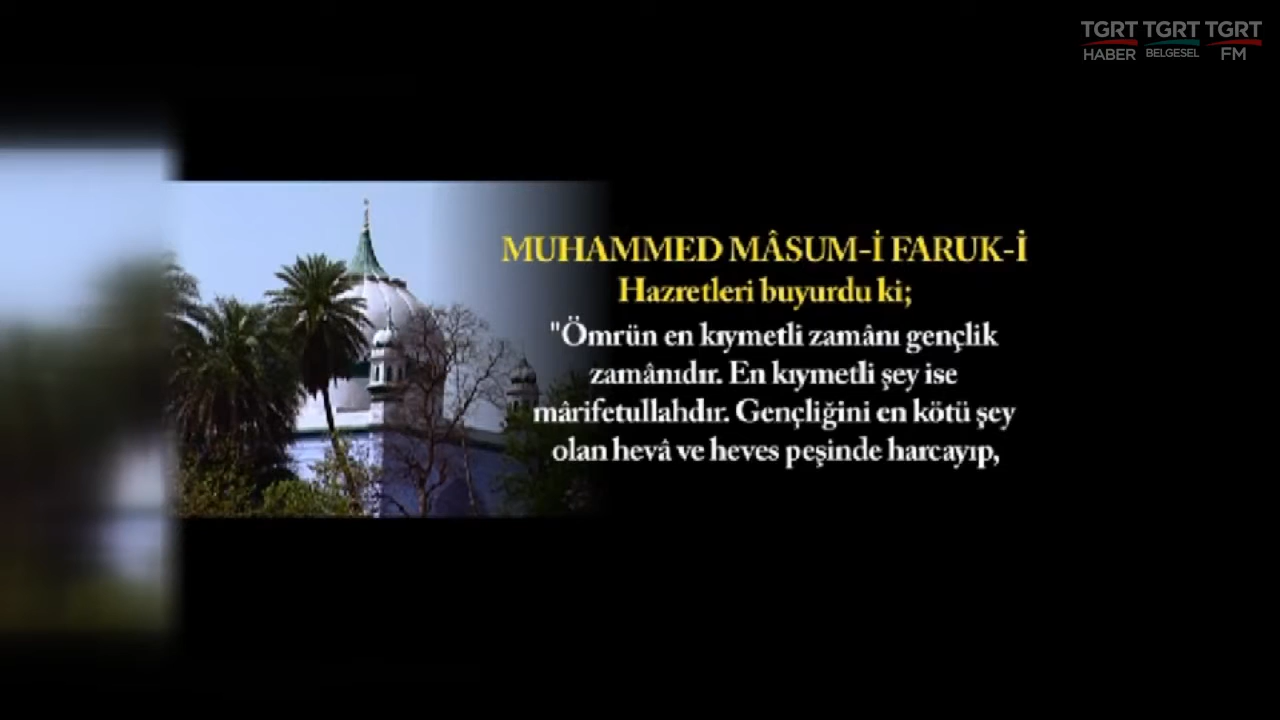 TGRT TGRT TGRT
HABER BELGESEL FM
MUHAMMED MÂSUM-İ FARUK-İ
Hazretleri buyurdu ki;
"Ömrün en kıymetli zamânı gençlik
zamânıdır. En kıymetli şey ise
mârifetullahdır. Gençliğini en kötü şey
olan hevâ ve heves peşinde harcayıp,